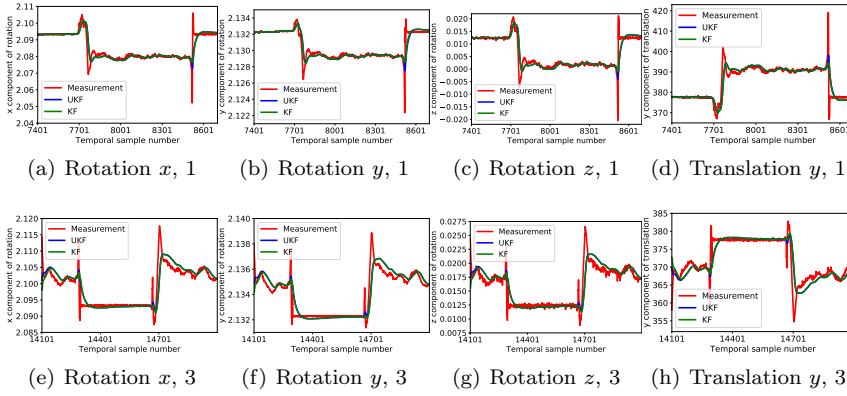 x component of rotation
2.10
2.09
2.08
2.07
2.06
2.05
2.04
Measurement
UKF
KF
7401 7701 8001 8301 8601
Temporal sample number
(a) Rotation x, 1
y component of rotation
2.136
2.134
2.132
2.130
2.128
2.126
2.124
2.122
Measurement
UKF
KF
7401 7701 8001 8301 8601
Temporal sample number
(b) Rotation y, 1
z component of rotation
0.020
0.015
0.010
0.005
0.000
−0.005
−0.010
−0.015
−0.020
Measurement
UKF
KF
7401 7701 8001 8301 8601
Temporal sample number
(c) Rotation z, 1
y component of translation
420
410
400
390
380
370
Measurement
UKF
KF
7401 7701 8001 8301 8601
Temporal sample number
(d) Translation y, 1
x component of rotation
2.120
2.115
2.110
2.105
2.100
2.095
2.090
2.085
Measurement
UKF
KF
14101 14401 14701
Temporal sample number
(e) Rotation x, 3
y component of rotation
2.140
2.138
2.136
2.134
2.132
Measurement
UKF
KF
14101 14401 14701
Temporal sample number
(f) Rotation y, 3
z component of rotation
0.0275
0.0250
0.0225
0.0200
0.0175
0.0150
0.0125
0.0100
0.0075
Measurement
UKF
KF
14101 14401 14701
Temporal sample number
(g) Rotation z, 3
y component of translation
385
380
375
370
365
360
355
Measurement
UKF
KF
14101 14401 14701
Temporal sample number
(h) Translation y, 3